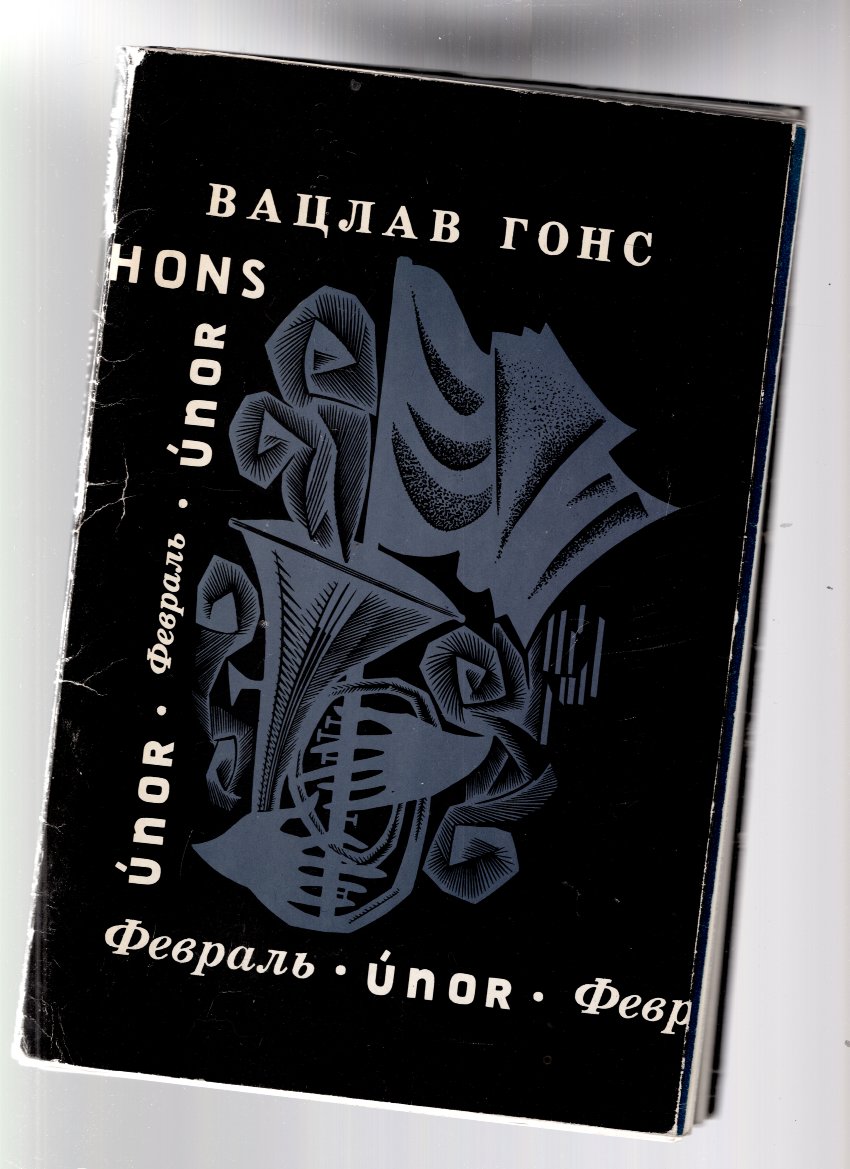 ВАЦЛАВ ГОНС
HONS
únoR · Февраль · únoR
Февраль · únoR · Февр